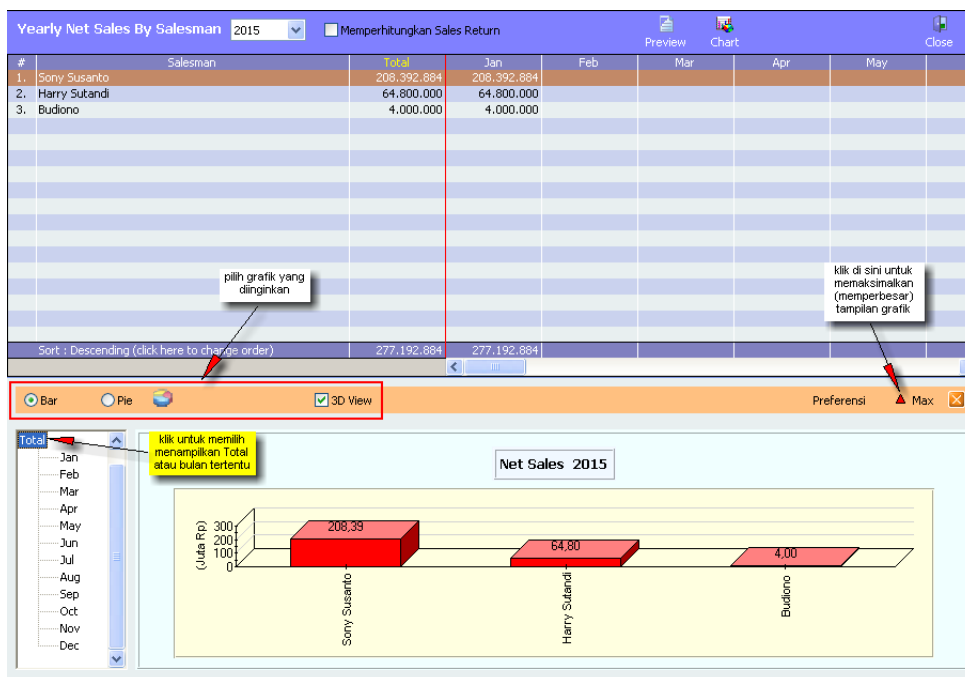 Yearly Net Sales By Salesman 2015 Memperhitungkan Sales Return Preview Chart Close
# Salesman Total Jan Feb Mar Apr May
1. Sony Susanto 208.392.884 208.392.884
2. Harry Sutandi 64.800.000 64.800.000
3. Budiono 4.000.000 4.000.000
pilih grafik yang
diinginkan
klik di sini untuk
memaksimalkan
(memperbesar)
tampilan grafik
Sort : Descending (click here to change order) 277.192.884 277.192.884
Bar Pie 3D View Preferensi Max
Total
Jan
Feb
Mar
Apr
May
Jun
Jul
Aug
Sep
Oct
Nov
Dec
klik untuk memilih
menampilkan Total
atau bulan tertentu
Net Sales 2015
(Juta Rp)
300
200
100
0
208,39
64,80
4,00
Sony Susanto
Harry Sutandi
Budiono